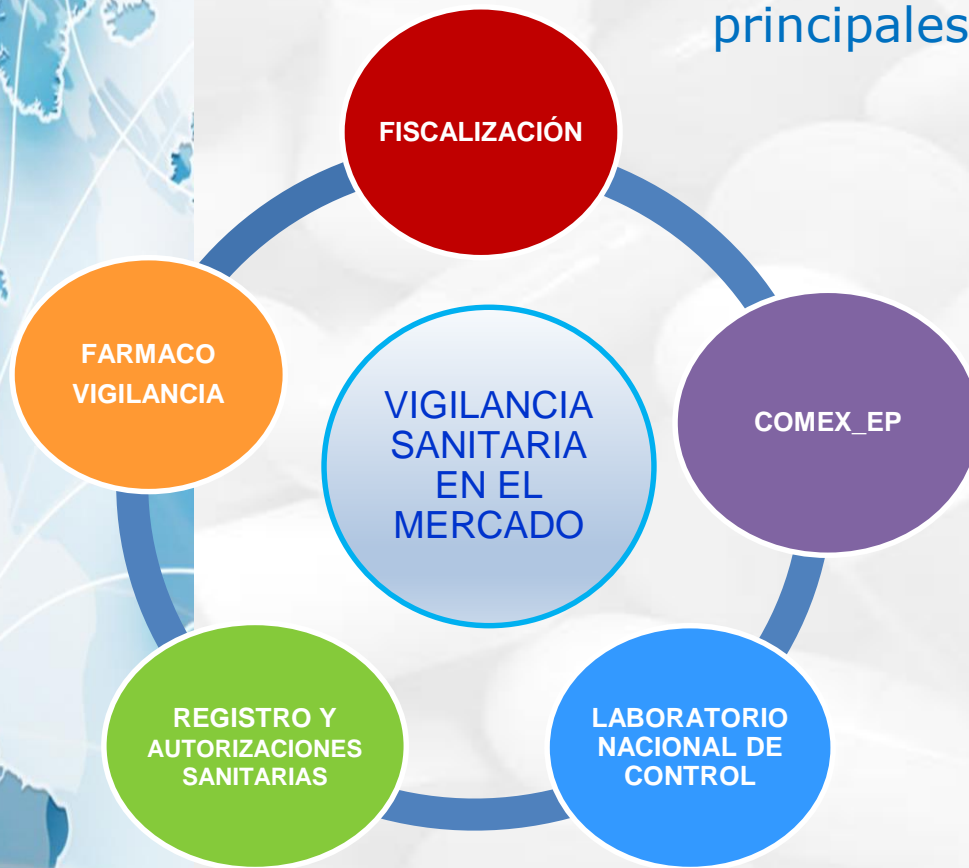 principales
FISCALIZACIÓN
FARMACO
VIGILANCIA
VIGILANCIA
SANITARIA
EN EL
MERCADO
COMEX_EP
REGISTRO Y
AUTORIZACIONES
SANITARIAS
LABORATORIO
NACIONAL DE
CONTROL